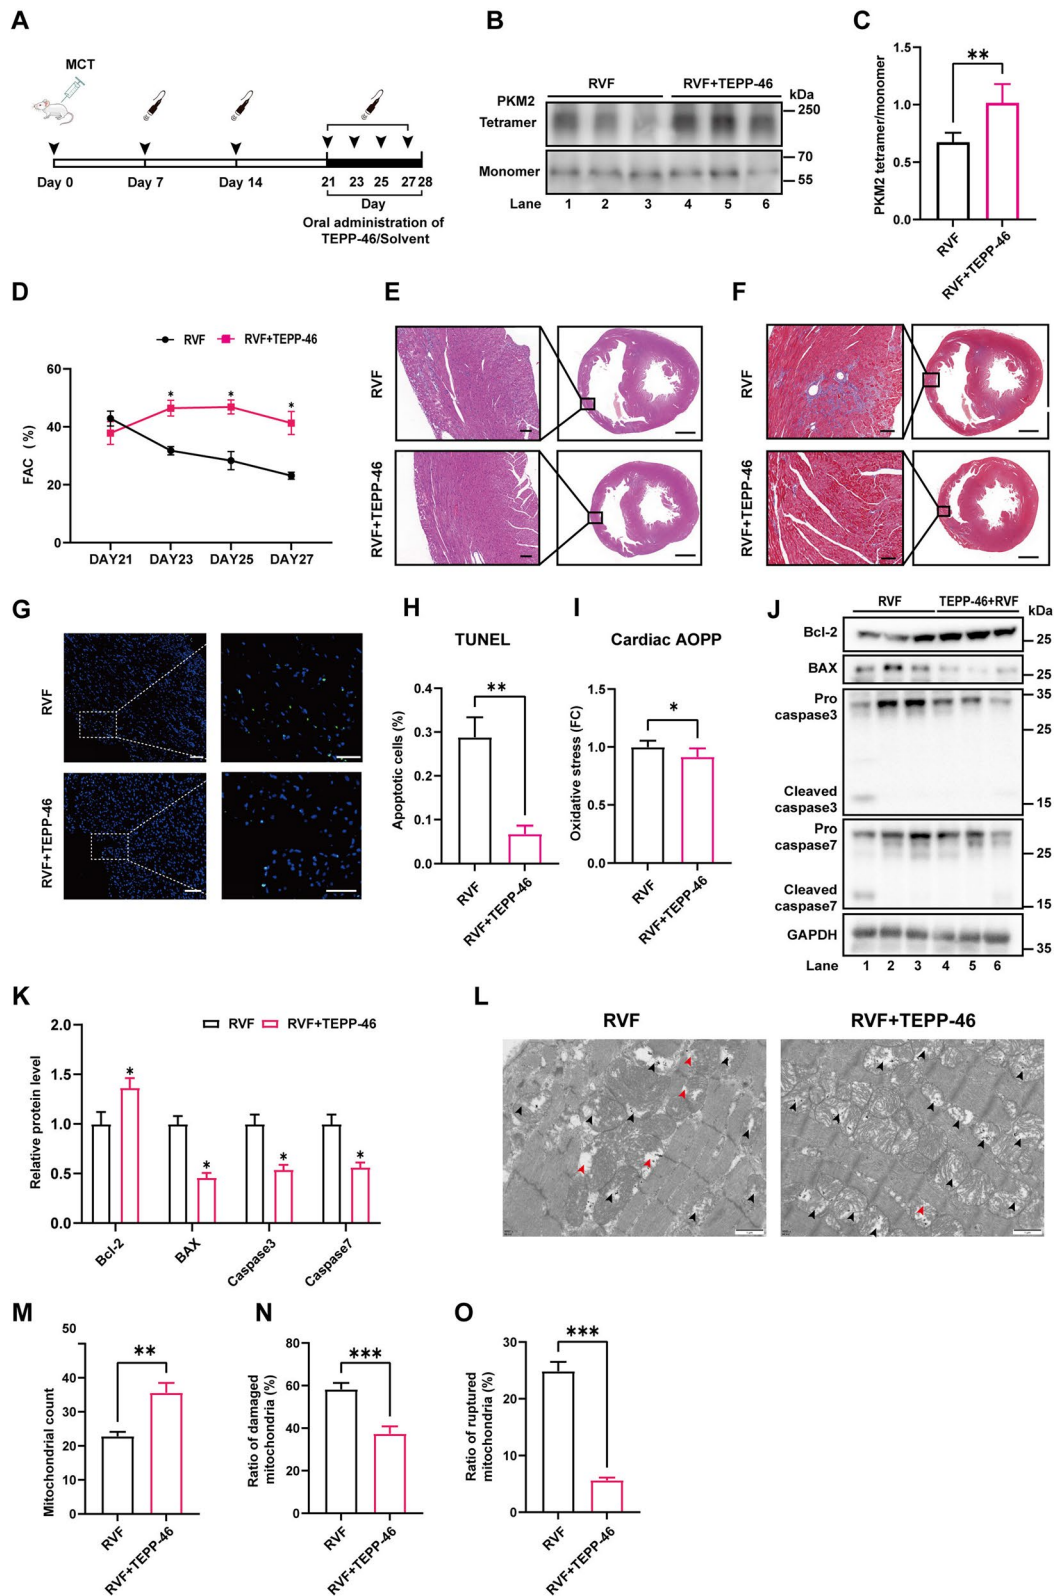 A
MCT
Day 0
Day 7
Day 14
21
23
25
27
28
Day
Oral administration of
TEPP-46/Solvent
B
RVF
RVF+TEPP-46
kDa
PKM2
Tetramer
250
Monomer
70
55
Lane
1
2
3
4
5
6
C
PKM2 tetramer/monomer
1.5
1.0
0.5
0.0
**
RVF
RVF+TEPP-46
D
RVF
RVF+TEPP-46
FAC (%)
60
40
20
0
*
*
*
DAY21
DAY23
DAY25
DAY27
E
RVF
RVF+TEPP-46
F
RVF
RVF+TEPP-46
G
RVF
RVF+TEPP-46
H
TUNEL
Apoptotic cells (%)
0.4
0.3
0.2
0.1
0.0
**
RVF
RVF+TEPP-46
I
Cardiac AOPP
Oxidative stress (FC)
1.5
1.0
0.5
0.0
*
RVF
RVF+TEPP-46
J
RVF
TEPP-46+RVF
kDa
Bcl-2
25
BAX
25
Pro
caspase3
35
Cleaved
caspase3
15
Pro
caspase7
25
Cleaved
caspase7
15
GAPDH
35
Lane
1
2
3
4
5
6
K
RVF
RVF+TEPP-46
Relative protein level
2.0
1.5
1.0
0.5
0.0
*
*
*
*
Bcl-2
BAX
Caspase3
Caspase7
L
RVF
RVF+TEPP-46
M
Mitochondrial count
50
40
30
20
10
0
**
RVF
RVF+TEPP-46
N
Ratio of damaged
mitochondria (%)
80
60
40
20
0
***
RVF
RVF+TEPP-46
O
Ratio of ruptured
mitochondria (%)
30
20
10
0
***
RVF
RVF+TEPP-46